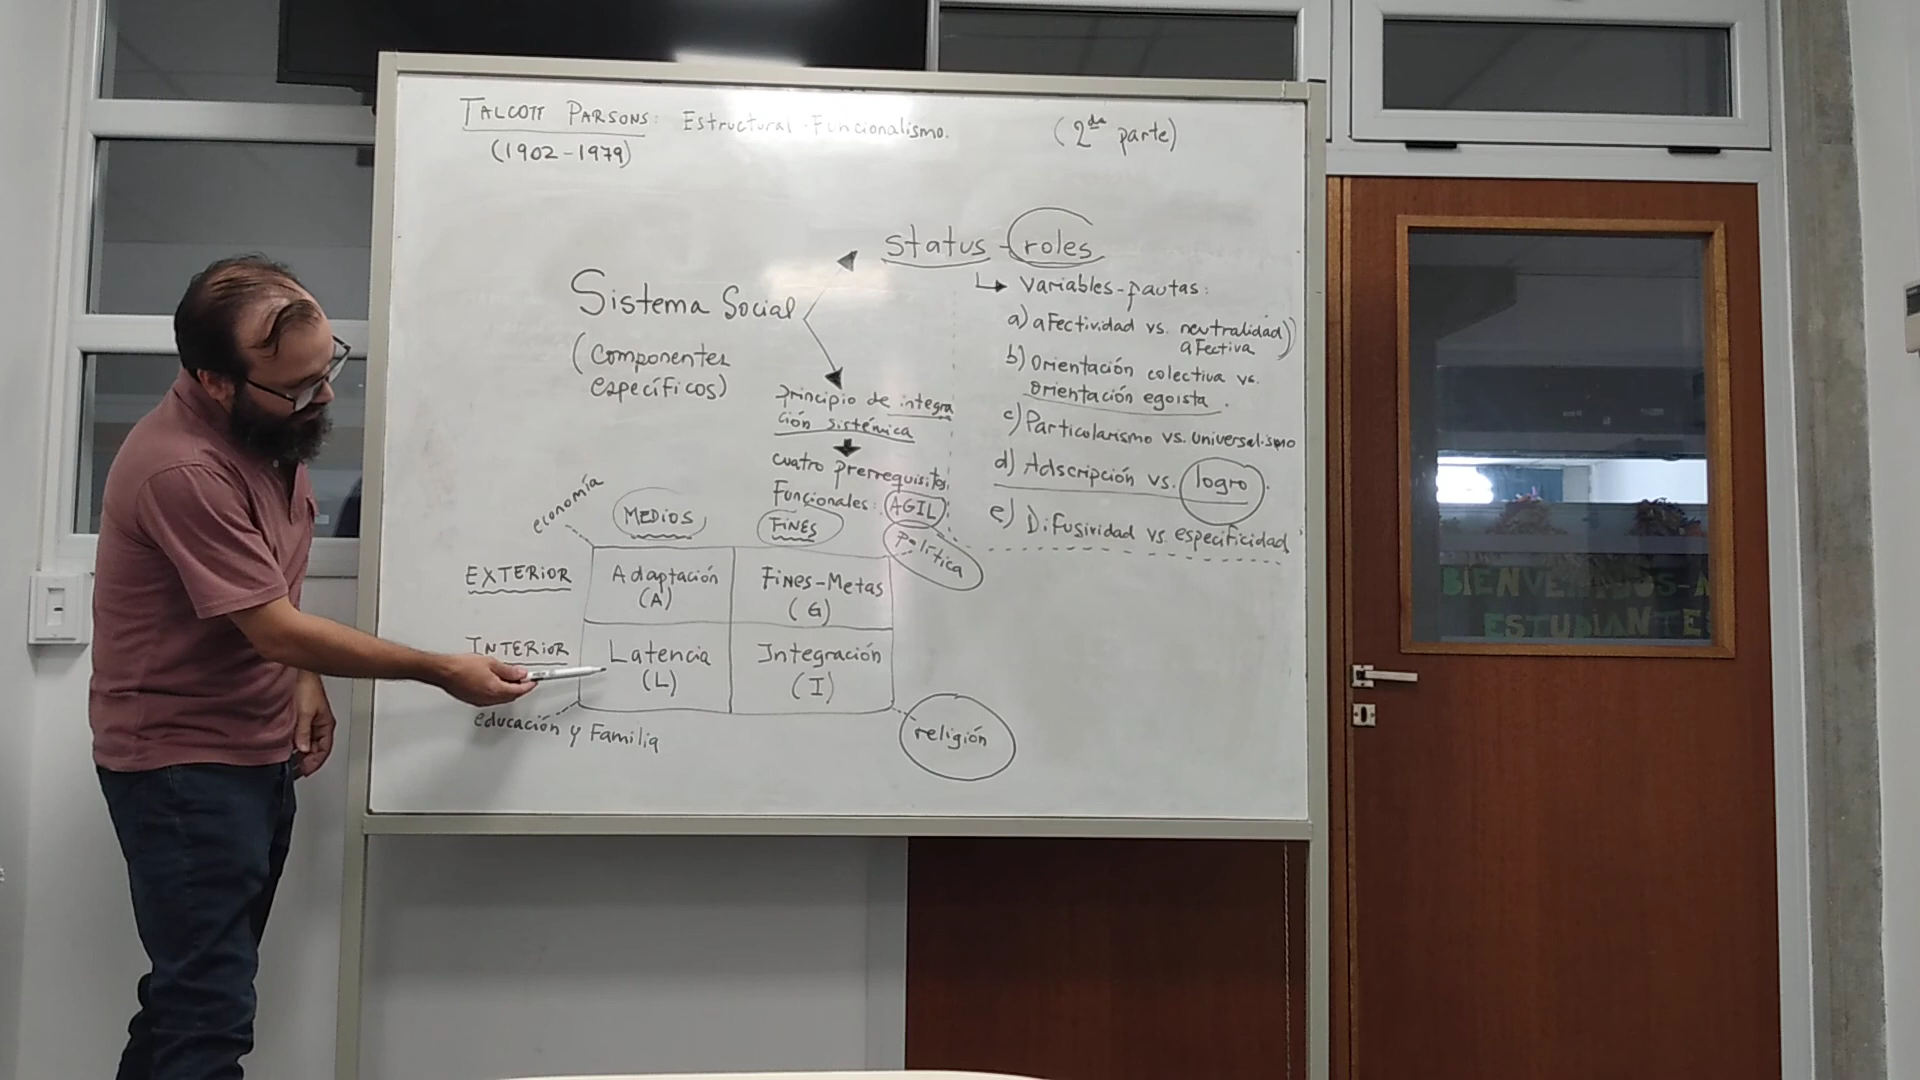 TALCOTT PARSONS: Estructural-Funcionalismo.
(1902-1979)
(2da parte)
status - roles
Variables-pautas:
a) aFectividad vs. neutralidad
aFectiva
b) Orientación colectiva vs.
Orientación egoísta.
c) Particularismo vs. universalismo
d) Adscripción vs. logro.
e) Difusividad vs. especificidad
Sistema Social
(Componentes
específicos)
principio de integra
ción sistémica
cuatro prerrequisitos
Funcionales: AGIL
economía
MEDIOS
FINES
política
EXTERIOR
Adaptación
(A)
Fines-Metas
(G)
INTERIOR
Latencia
(L)
Integración
(I)
educación y Familia
religión
BIENVENIDOS-A
ESTUDIANTES